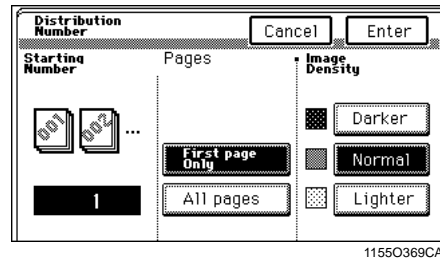 Distribution
Number
Cancel
Enter
Starting
Number
Pages
Image
Density
001 002 ...
Darker
First page
Only
Normal
1
All pages
Lighter
1155O369CA